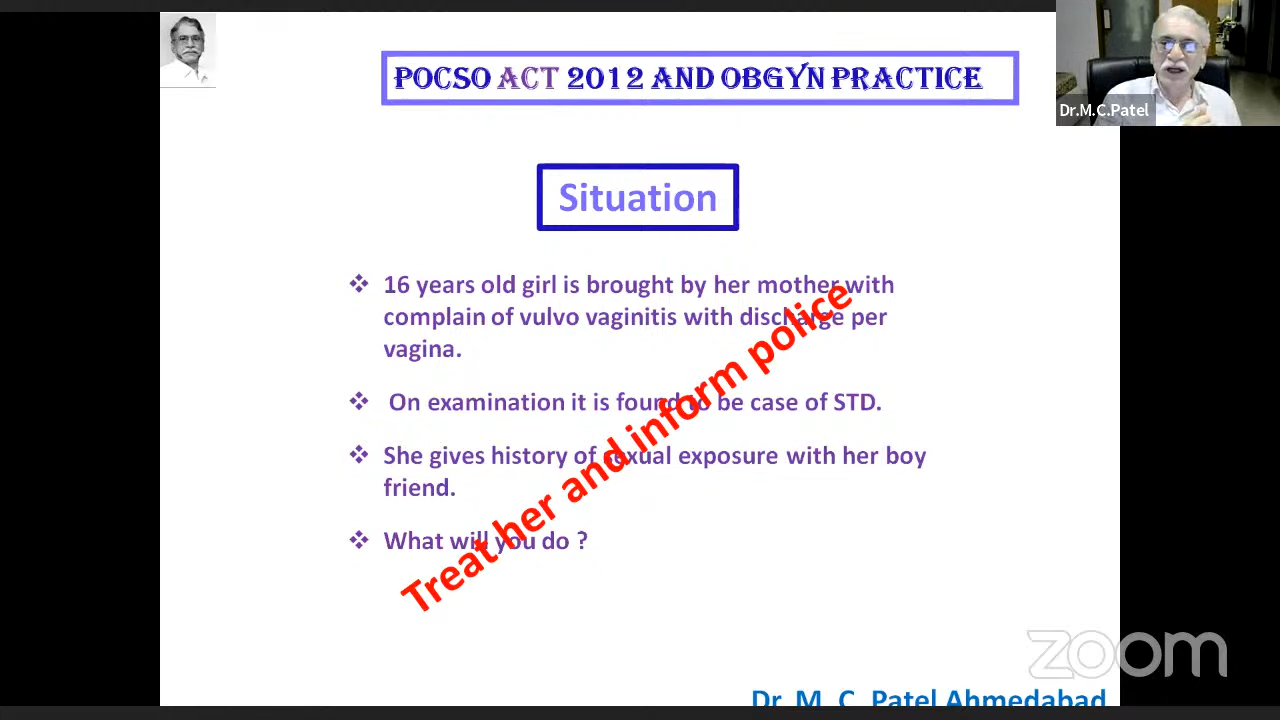 POCSO ACT 2012 AND OBGYN PRACTICE
Dr.M.C.Patel
Situation
16 years old girl is brought by her mother with
complain of vulvo vaginitis with discharge per
vagina.
On examination it is found to be case of STD.
She gives history of sexual exposure with her boy
friend.
What will you do ?
Treat her and inform police
zoom
Dr. M. C. Patel Ahmedabad